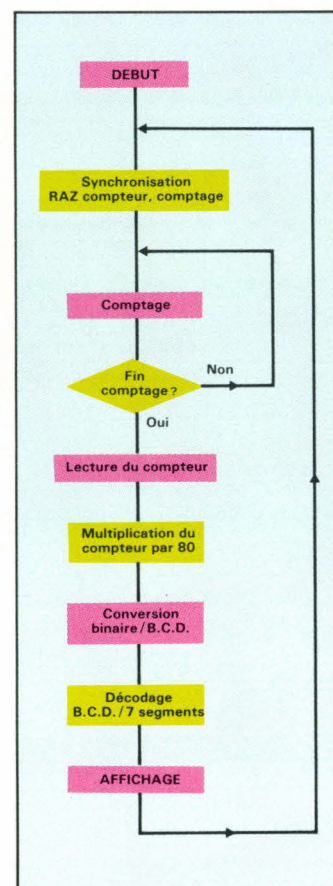 DEBUT
Synchronisation
RAZ compteur, comptage
Comptage
Fin
comptage?
Non
Oui
Lecture du compteur
Multiplication du
compteur par 80
Conversion
binaire/B.C.D.
Décodage
B.C.D./7 segments
AFFICHAGE